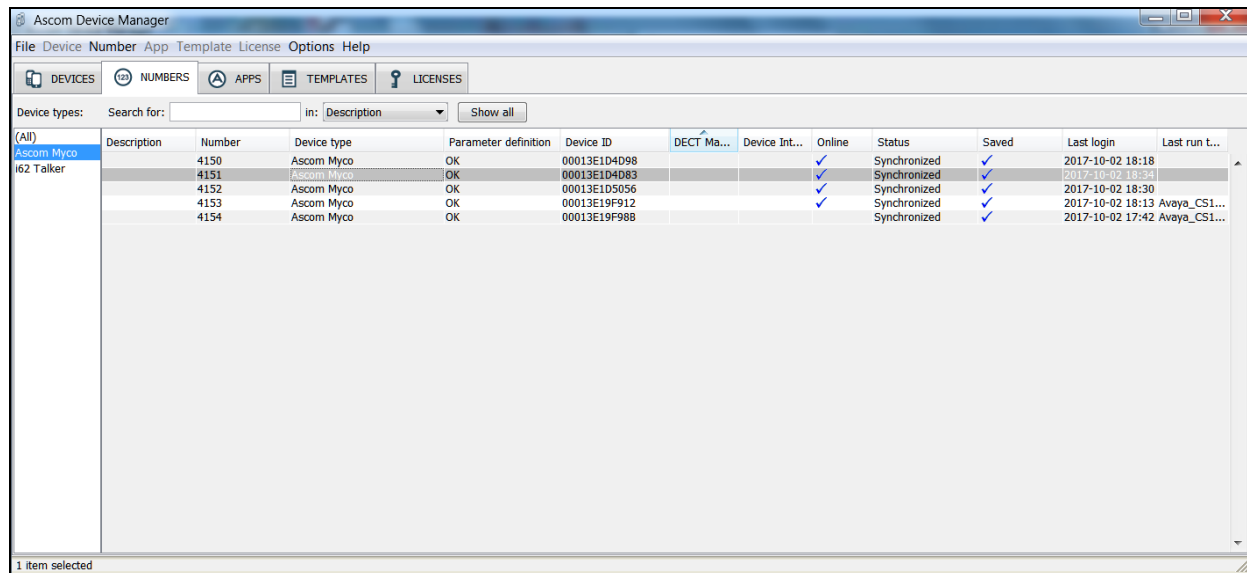 Ascom Device Manager
File Device Number App Template License Options Help
DEVICES 123 NUMBERS APPS TEMPLATES LICENSES
Device types: Search for: in: Description Show all
(All)
Ascom Myco
i62 Talker
Description Number Device type Parameter definition Device ID DECT Ma... Device Int... Online Status Saved Last login Last run t...
4150 Ascom Myco OK 00013E1D4D98 ✓ Synchronized ✓ 2017-10-02 18:18
4151 Ascom Myco OK 00013E1D4D83 ✓ Synchronized ✓ 2017-10-02 18:34
4152 Ascom Myco OK 00013E1D5056 ✓ Synchronized ✓ 2017-10-02 18:30
4153 Ascom Myco OK 00013E19F912 ✓ Synchronized ✓ 2017-10-02 18:13 Avaya_CS1...
4154 Ascom Myco OK 00013E19F98B Synchronized ✓ 2017-10-02 17:42 Avaya_CS1...
1 item selected